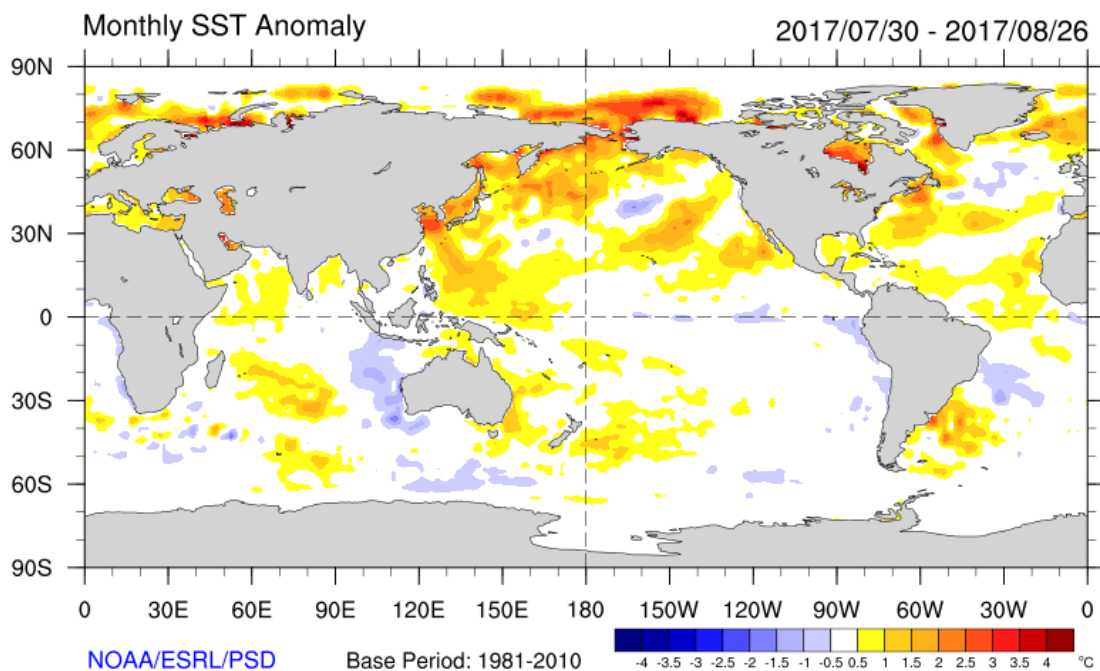 Monthly SST Anomaly 2017/07/30 - 2017/08/26
90N
60N
30N
0
30S
60S
90S
0 30E 60E 90E 120E 150E 180 150W 120W 90W 60W 30W 0
NOAA/ESRL/PSD Base Period: 1981-2010
-4 -3 -2.5 -2 -1.5 -1 -0.5 0.5 1 1.5 2 2.5 3 3.5 4.5 °C